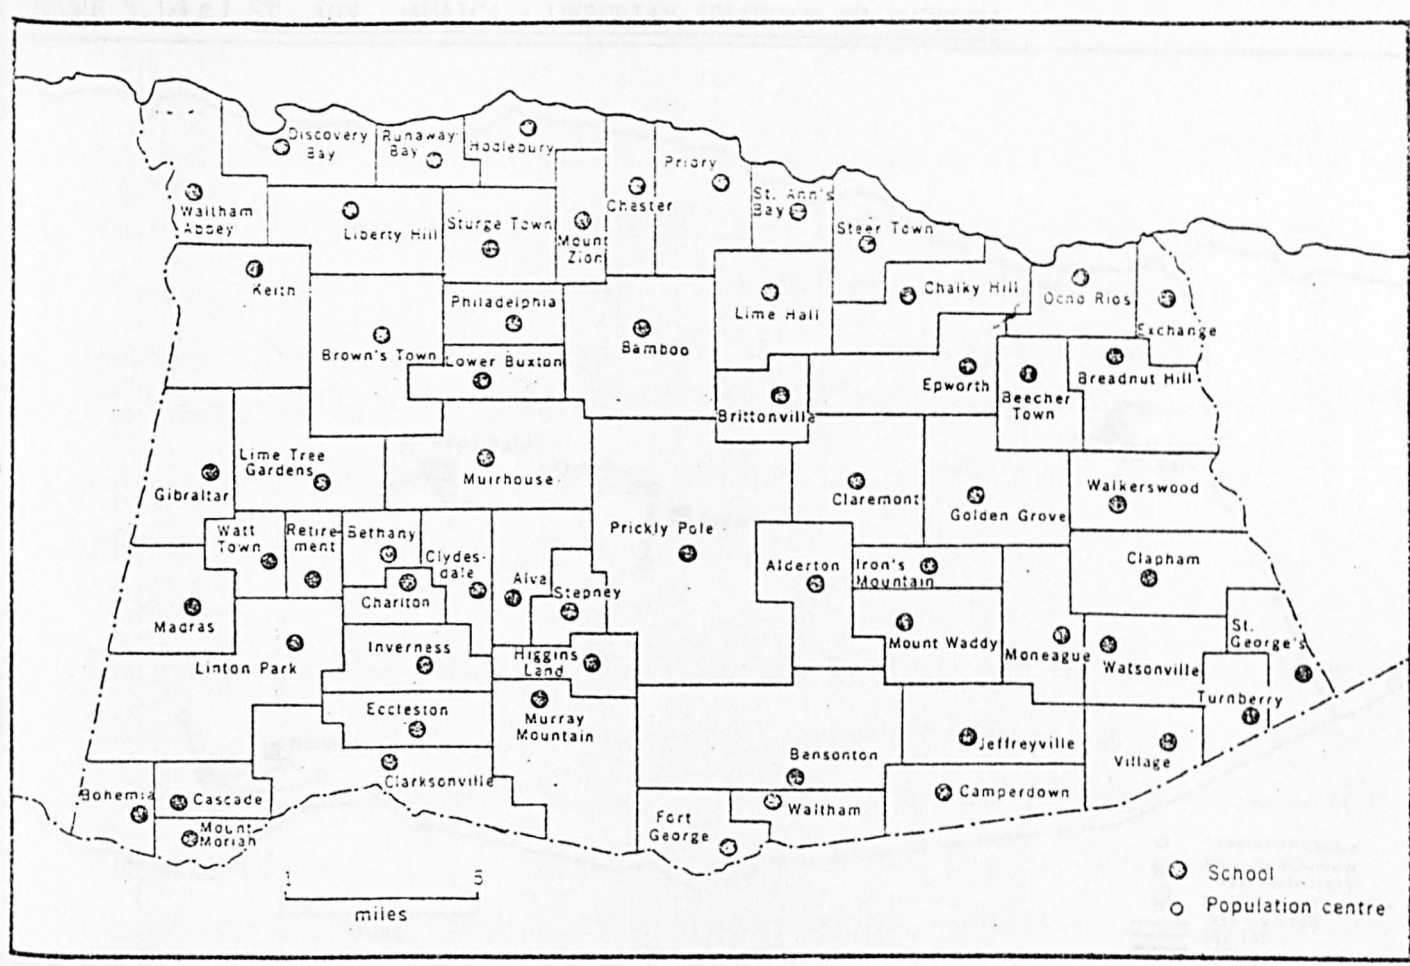 Discovery
Bay
Runaway
Bay
Hoolebury
Priory
Chester
St. Ann's
Bay
Steer Town
Waltham
Abbey
Liberty Hill
Sturge Town
Mount
Zion
Keith
Chalky Hill
Ocho Rios
Exchange
Philadelphia
Lime Hall
Brown's Town
Lower Buxton
Bamboo
Brittonville
Epworth
Beecher
Town
Breadnut Hill
Gibraltar
Lime Tree
Gardens
Muirhouse
Claremont
Golden Grove
Walkerswood
Watt
Town
Retire-
ment
Bethany
Clydes-
dale
Alva
Stepney
Prickly Pole
Alderton
Iron's
Mountain
Clapham
Madras
Charlton
Linton Park
Inverness
Higgins
Land
Mount Waddy
Moneague
Watsonville
St.
George's
Turnberry
Eccleston
Murray
Mountain
Clarksonville
Bensonton
Jeffreyville
Village
Bohemia
Cascade
Mount
Moriah
Fort
George
Waltham
Camperdown
1 5
miles
School
Population centre